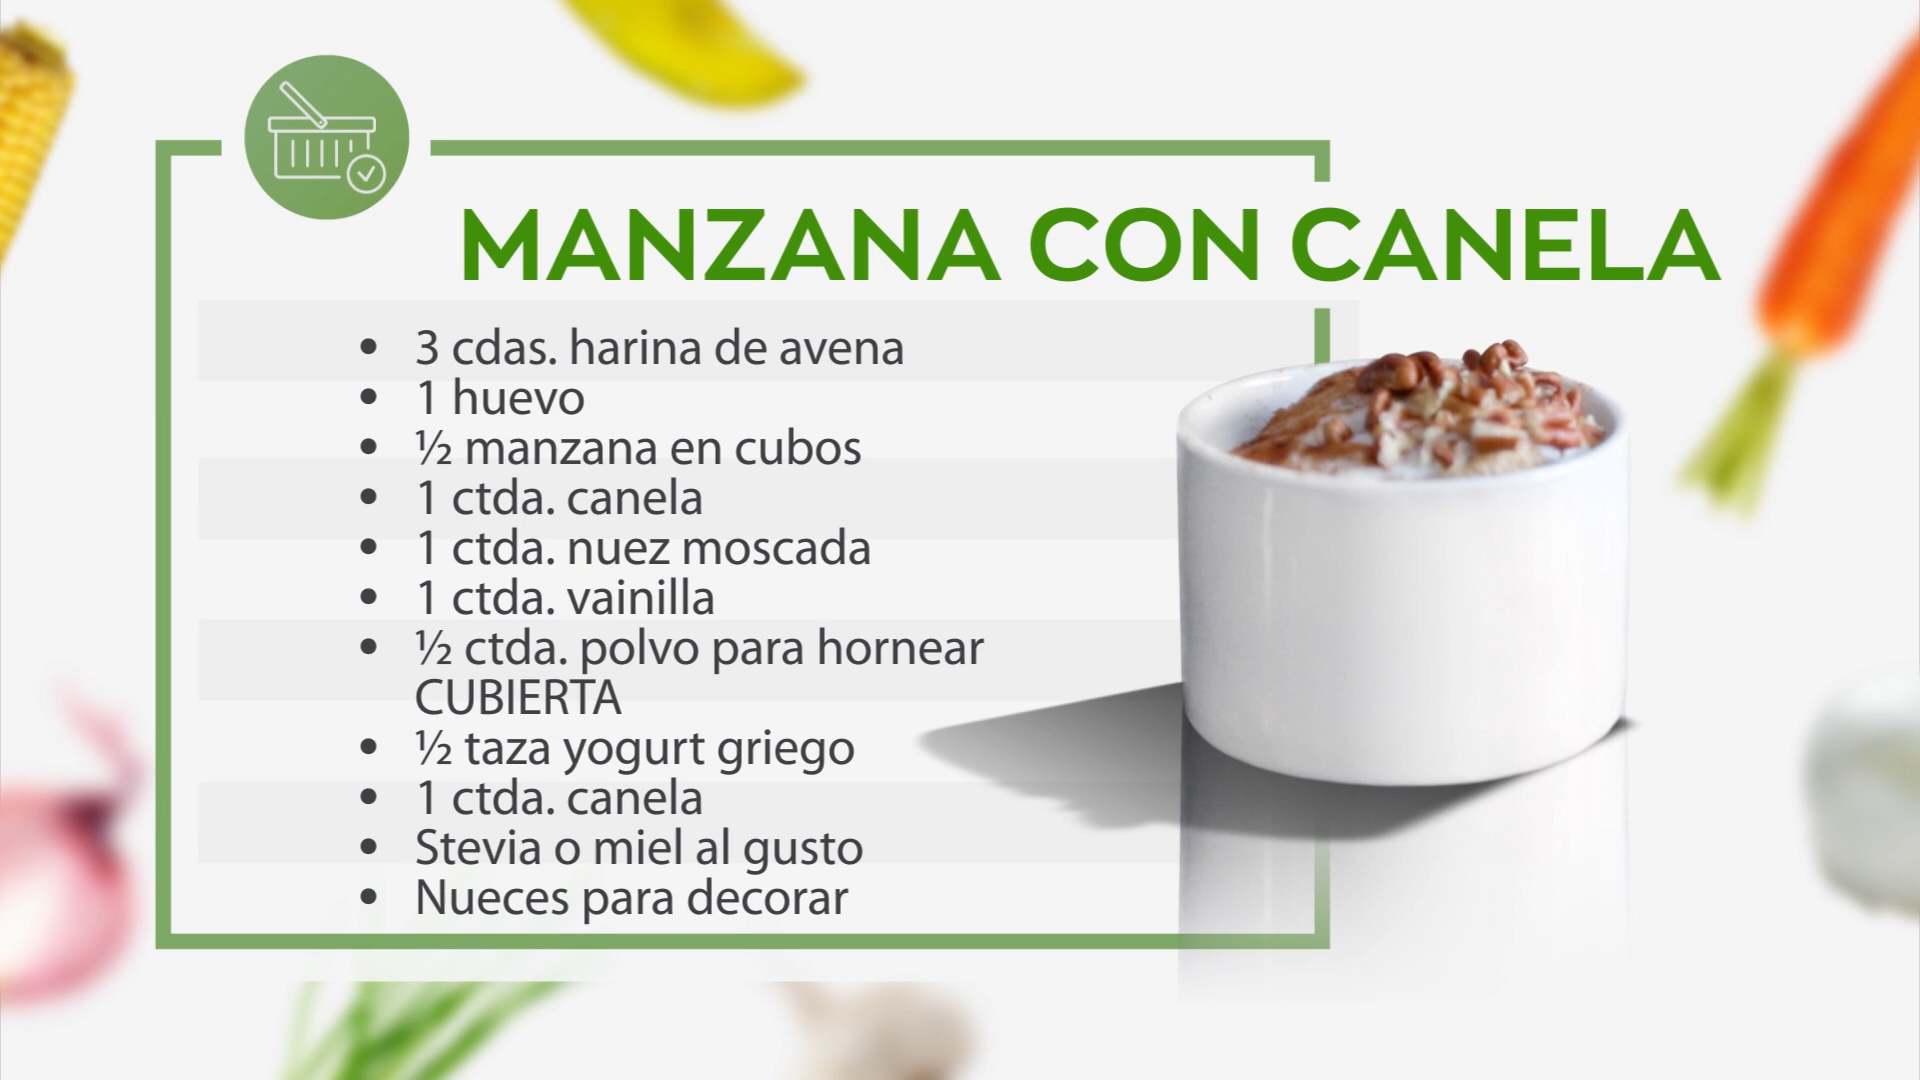 MANZANA CON CANELA
• 3 cdas. harina de avena
• 1 huevo
• ½ manzana en cubos
• 1 ctda. canela
• 1 ctda. nuez moscada
• 1 ctda. vainilla
• ½ ctda. polvo para hornear
CUBIERTA
• ½ taza yogurt griego
• 1 ctda. canela
• Stevia o miel al gusto
• Nueces para decorar